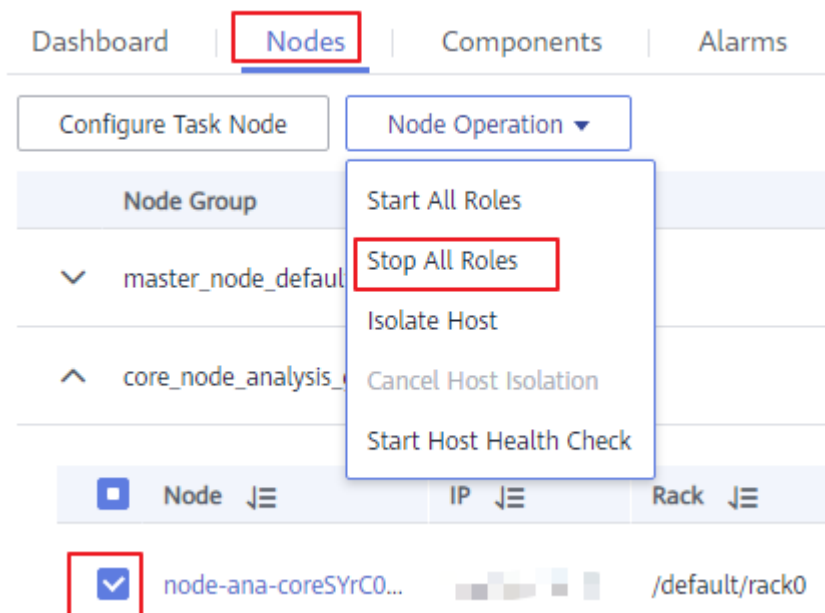 Dashboard Nodes Components Alarms
Configure Task Node Node Operation
Node Group
Start All Roles
Stop All Roles
master_node_defaul
Isolate Host
core_node_analysis_
Cancel Host Isolation
Start Host Health Check
Node IP Rack
node-ana-coreSYrC0... /default/rack0